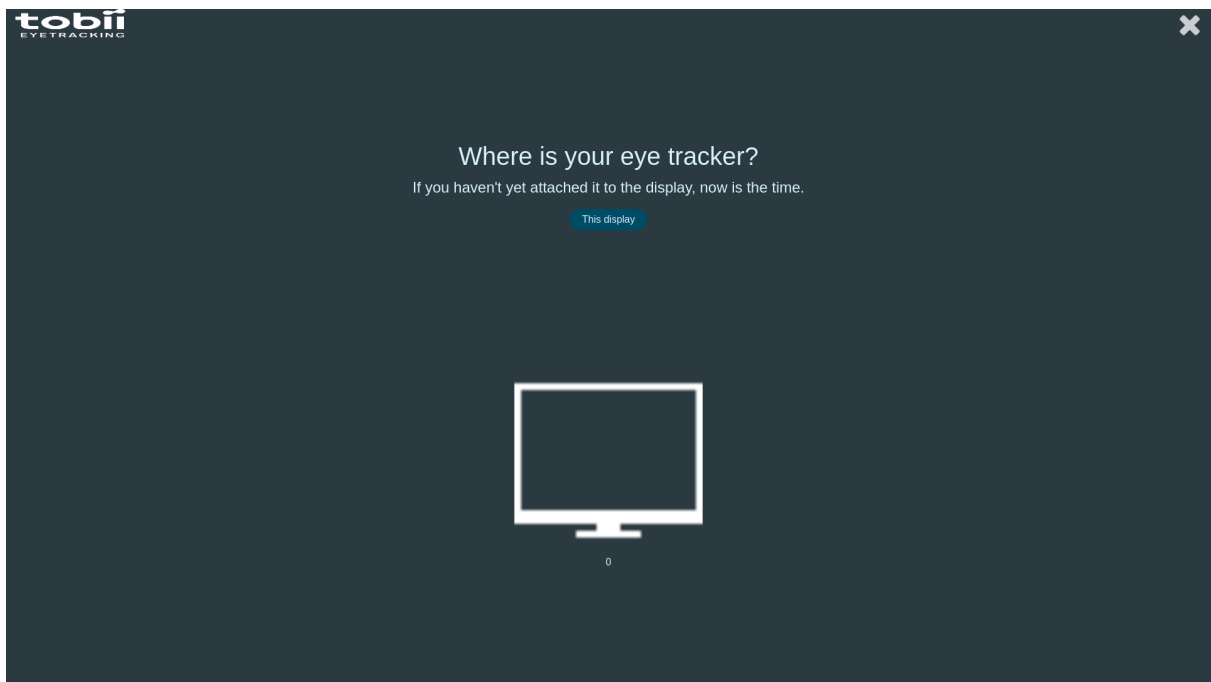 tobii
EYETRACKING
Where is your eye tracker?
If you haven't yet attached it to the display, now is the time.
This display
0